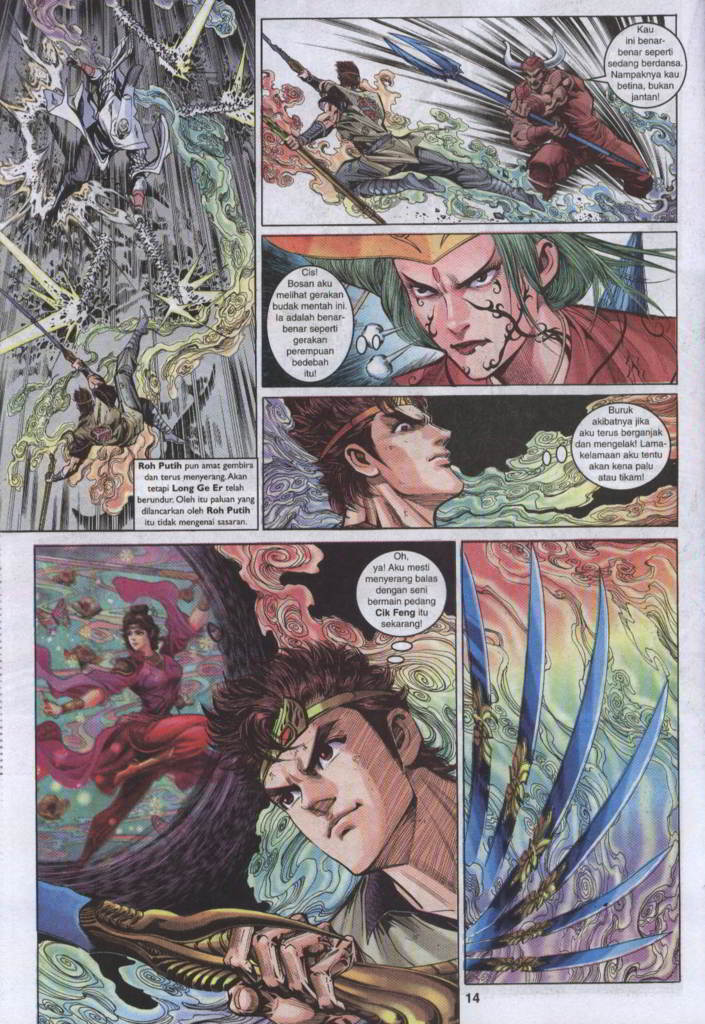 Roh Putih pun amat gembira
dan terus menyerang. Akan
tetapi Long Ge Er telah
berundur. Oleh itu paluan yang
dilancarkan oleh Roh Putih
itu tidak mengenai sasaran.
Kau
ini benar-
benar seperti
sedang berdansa.
Nampaknya kau
betina, bukan
jantan!
Cis!
Bosan aku
melihat gerakan
budak mentah ini.
Ia adalah benar-
benar seperti
gerakan
perempuan
bedebah
itu!
Buruk
akibatnya jika
aku terus berganjak
dan mengelak! Lama-
kelamaan aku tentu
akan kena palu
atau tikam!
Oh,
ya! Aku mesti
menyerang balas
dengan seni
bermain pedang
Cik Feng itu
sekarang!
14